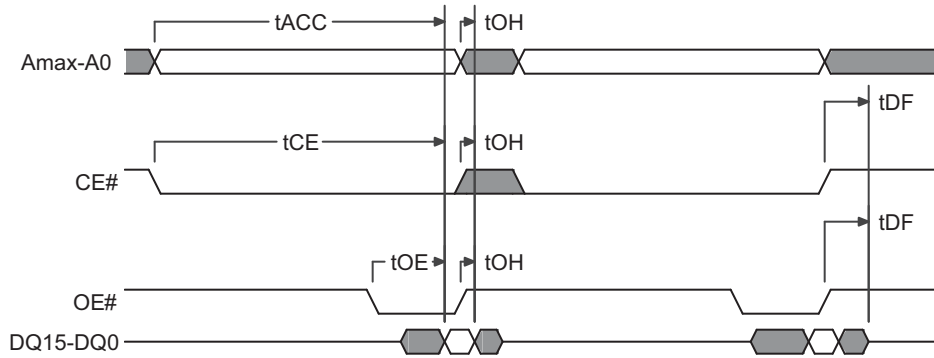 tACC tOH
Amax-A0
tDF
tCE tOH
CE#
tDF
tOE tOH
OE#
DQ15-DQ0